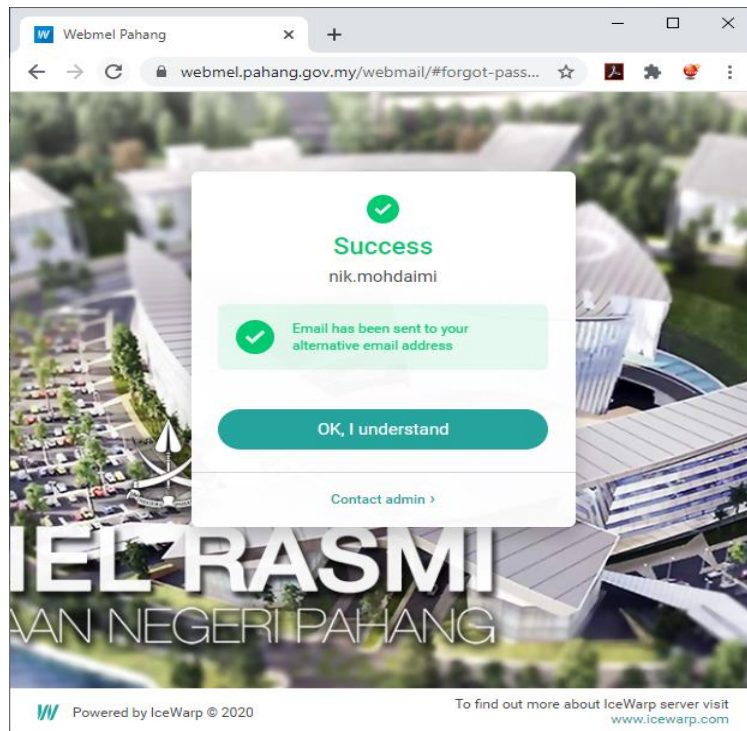 Webmel Pahang
webmel.pahang.gov.my/webmail/#forgot-pass...
Success
nik.mohdaimi
Email has been sent to your
alternative email address
OK, I understand
Contact admin ›
MEL RASMI
AAN NEGERI PAHANG
Powered by IceWarp © 2020
To find out more about IceWarp server visit
www.icewarp.com